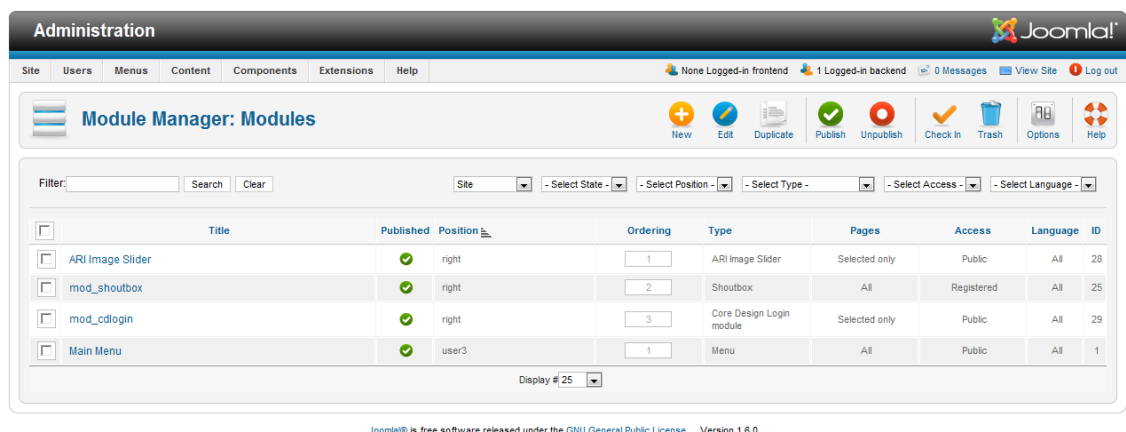 Administration
Joomla!
Site Users Menus Content Components Extensions Help
None Logged-in frontend 1 Logged-in backend 0 Messages View Site Log out
Module Manager: Modules
New Edit Duplicate Publish Unpublish Check In Trash Options Help
Filter: Search Clear Site - Select State - - Select Position - - Select Type - - Select Access - - Select Language -
Title Published Position Ordering Type Pages Access Language ID
ARI Image Slider right 1 ARI Image Slider Selected only Public All 28
mod_shoutbox right 2 Shoutbox All Registered All 25
mod_cdlogin right 3 Core Design Login module Selected only Public All 29
Main Menu user3 1 Menu All Public All 1
Display # 25
Joomla!® is free software released under the GNU General Public License. Version 1.6.0